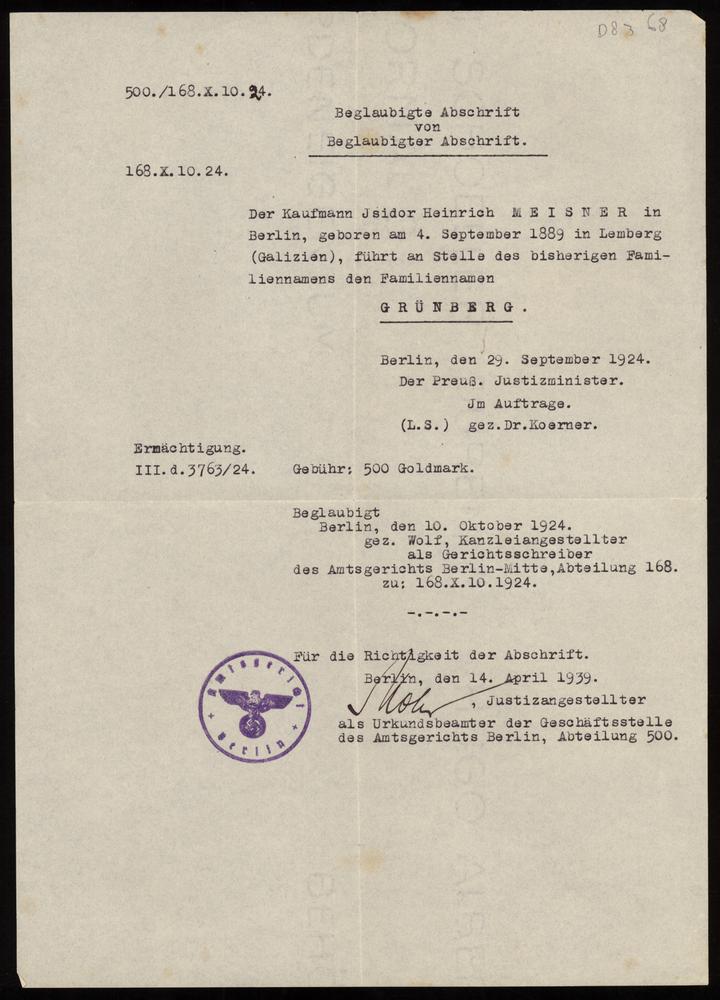 D83 68
500./168.X.10.24.
Beglaubigte Abschrift
von
Beglaubigter Abschrift.
168.X.10.24.
Der Kaufmann Jsidor Heinrich M E I S N E R in
Berlin, geboren am 4. September 1889 in Lemberg
(Galizien), führt an Stelle des bisherigen Fami-
liennamens den Familiennamen
G R Ü N B E R G .
Berlin, den 29. September 1924.
Der Preuß. Justizminister.
Jm Auftrage.
(L.S.) gez.Dr.Koerner.
Ermächtigung.
III.d.3763/24. Gebühr: 500 Goldmark.
Beglaubigt
Berlin, den 10. Oktober 1924.
gez. Wolf, Kanzleiangestellter
als Gerichtsschreiber
des Amtsgerichts Berlin-Mitte,Abteilung 168.
zu: 168.X.10.1924.
-.-.-.-
Für die Richtigkeit der Abschrift.
Berlin, den 14. April 1939.
, Justizangestellter
als Urkundsbeamter der Geschäftsstelle
des Amtsgerichts Berlin, Abteilung 500.
Amtsgericht
Berlin